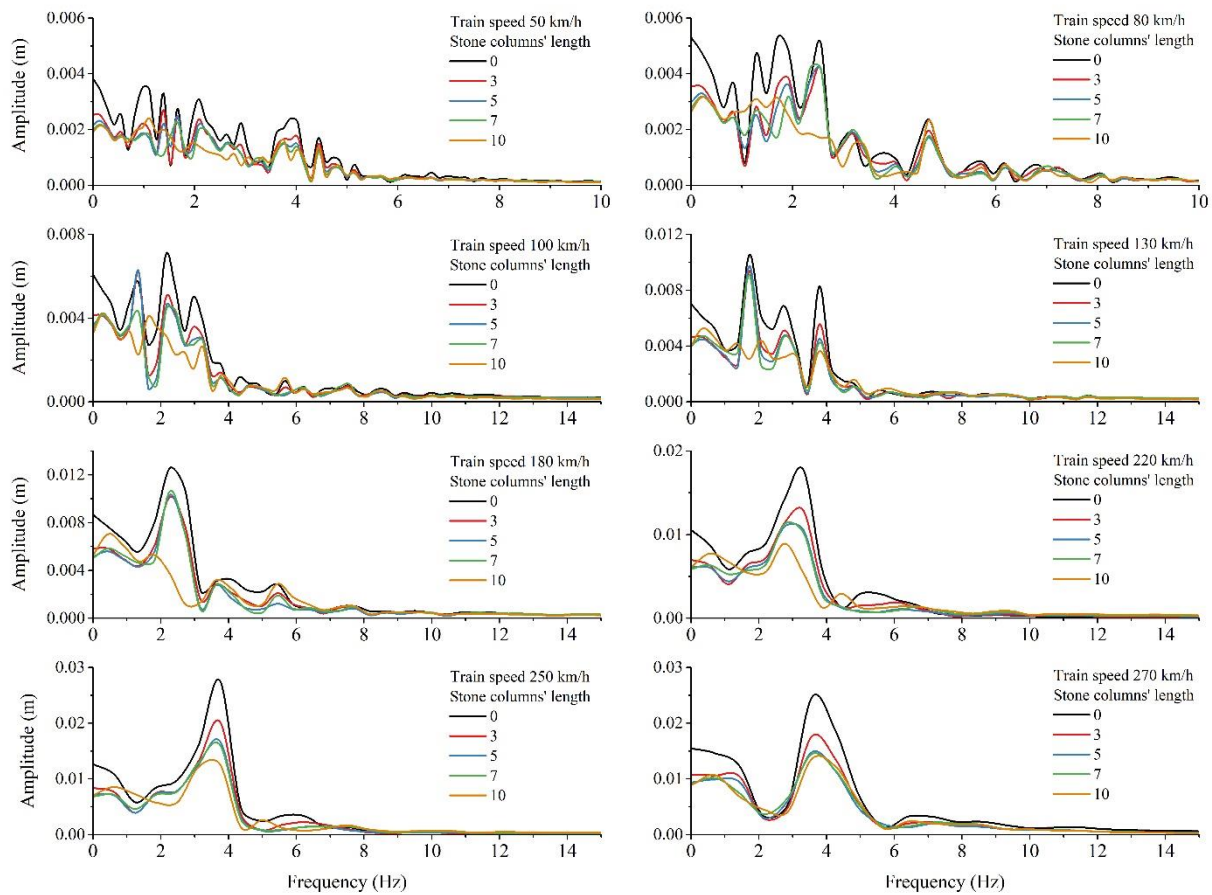 Train speed 50 km/h
Stone columns' length
0
3
5
7
10
Amplitude (m)
0.006
0.004
0.002
0.000
0 2 4 6 8 10
Train speed 80 km/h
Stone columns' length
0
3
5
7
10
0.006
0.004
0.002
0.000
0 2 4 6 8 10
Train speed 100 km/h
Stone columns' length
0
3
5
7
10
Amplitude (m)
0.008
0.004
0.000
0 2 4 6 8 10 12 14
Train speed 130 km/h
Stone columns' length
0
3
5
7
10
0.012
0.008
0.004
0.000
0 2 4 6 8 10 12 14
Train speed 180 km/h
Stone columns' length
0
3
5
7
10
Amplitude (m)
0.012
0.008
0.004
0.000
0 2 4 6 8 10 12 14
Train speed 220 km/h
Stone columns' length
0
3
5
7
10
0.02
0.01
0.00
0 2 4 6 8 10 12 14
Train speed 250 km/h
Stone columns' length
0
3
5
7
10
Amplitude (m)
0.03
0.02
0.01
0.00
0 2 4 6 8 10 12 14
Frequency (Hz)
Train speed 270 km/h
Stone columns' length
0
3
5
7
10
0.03
0.02
0.01
0.00
0 2 4 6 8 10 12 14
Frequency (Hz)